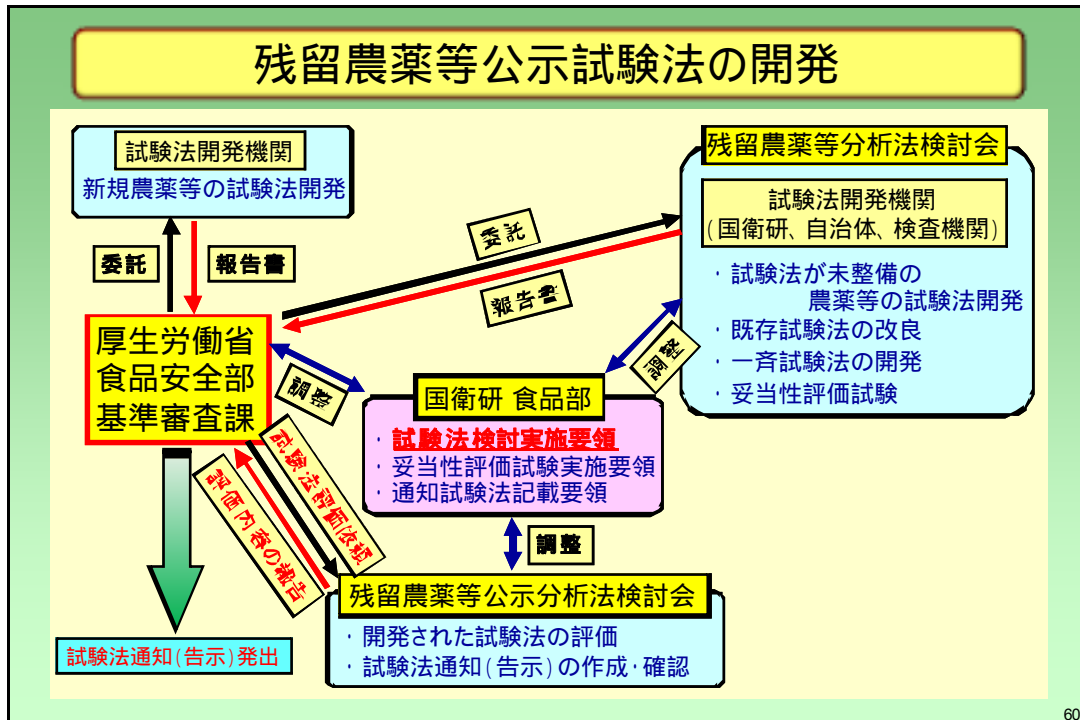 残留農薬等公示試験法の開発
試験法開発機関
新規農薬等の試験法開発
委託
報告書
厚生労働省
食品安全部
基準審査課
委託
報告書
残留農薬等分析法検討会
試験法開発機関
(国衛研、自治体、検査機関)
・試験法が未整備の
農薬等の試験法開発
・既存試験法の改良
・一斉試験法の開発
・妥当性評価試験
調整
調整
国衛研 食品部
・試験法検討実施要領
・妥当性評価試験実施要領
・通知試験法記載要領
試験法評価依頼
評価内容の報告
調整
残留農薬等公示分析法検討会
・開発された試験法の評価
・試験法通知(告示)の作成・確認
試験法通知(告示)発出
60